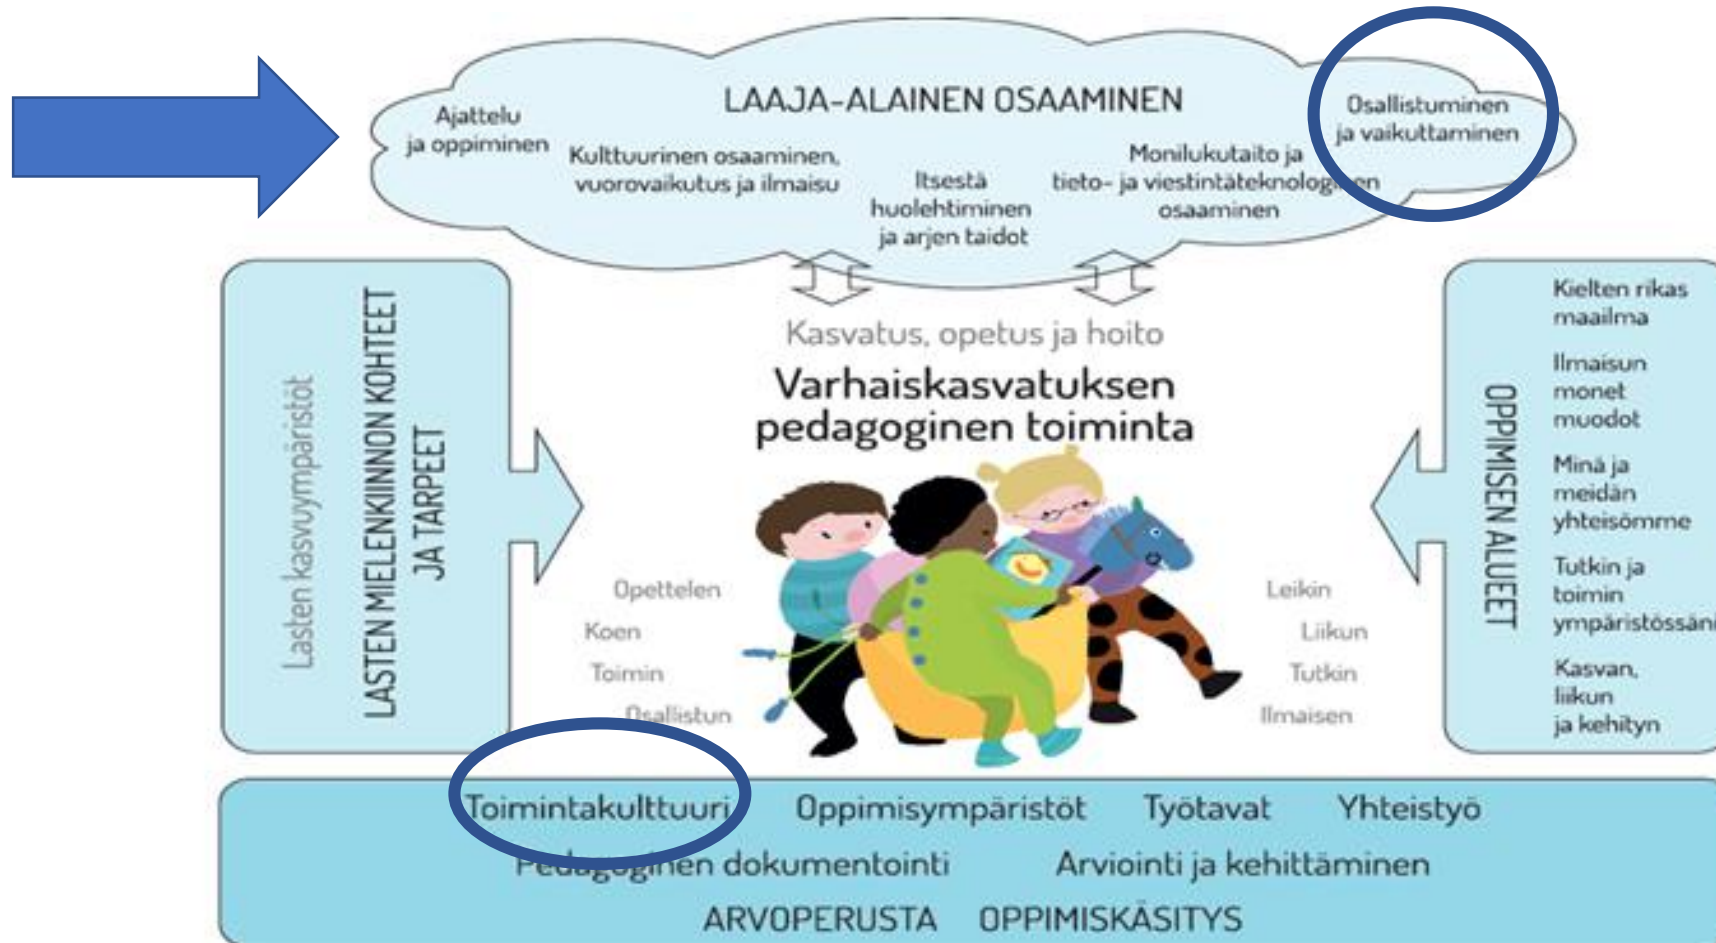 LAAJA-ALAINEN OSAAMINEN
Ajattelu
ja oppiminen
Kulttuurinen osaaminen,
vuorovaikutus ja ilmaisu
Itsestä
huolehtiminen
ja arjen taidot
Monilukutaito ja
tieto- ja viestintäteknologinen
osaaminen
Osallistuminen
ja vaikuttaminen
Lasten kasvuympäristöt
LASTEN MIELENKIINNON KOHTEET
JA TARPEET
Kasvatus, opetus ja hoito
Varhaiskasvatuksen
pedagoginen toiminta
Opettelen
Koen
Toimin
Osallistun
Leikin
Liikun
Tutkin
Ilmaisen
OPPIMISEN ALUEET
Kielten rikas
maailma
Ilmaisun
monet
muodot
Minä ja
meidän
yhteisömme
Tutkin ja
toimin
ympäristössäni
Kasvan,
liikun
ja kehityn
Toimintakulttuuri Oppimisympäristöt Työtavat Yhteistyö
Pedagoginen dokumentointi Arviointi ja kehittäminen
ARVOPERUSTA OPPIMISKÄSITYS